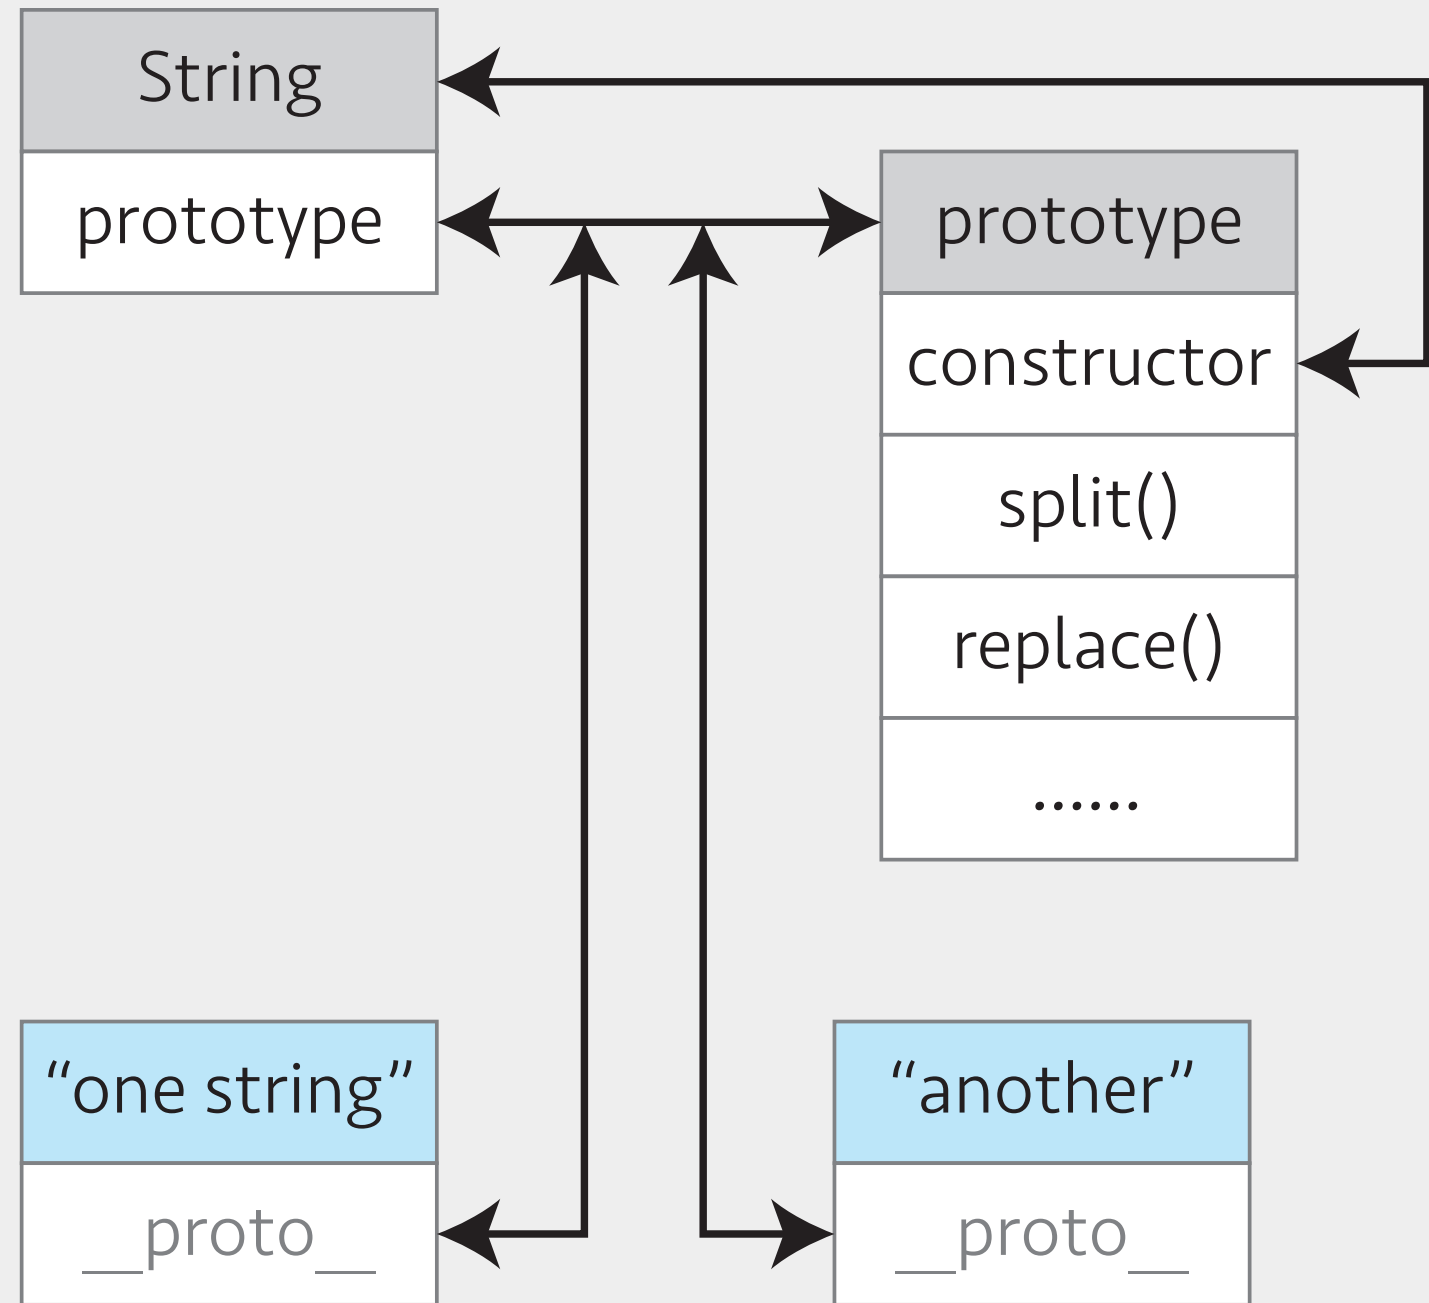 String
prototype
prototype
constructor
split()
replace()
......
“one string”
__proto__
“another”
__proto__